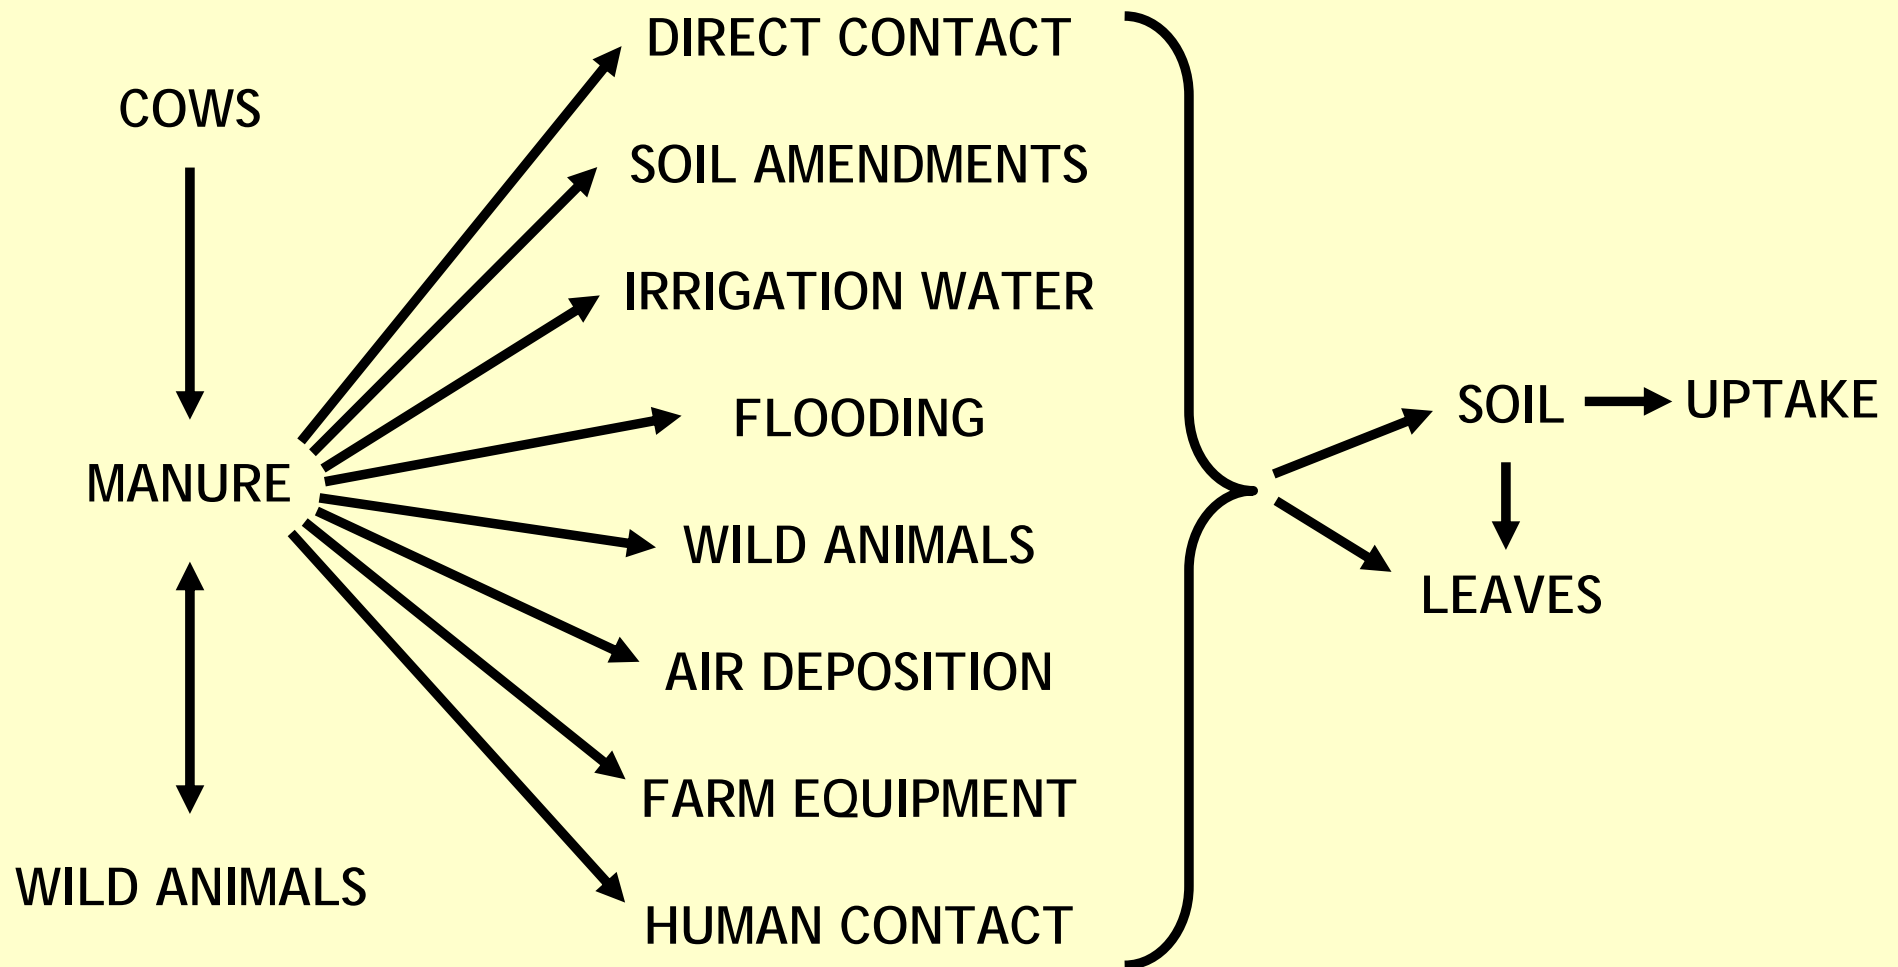 COWS
MANURE
WILD ANIMALS
DIRECT CONTACT
SOIL AMENDMENTS
IRRIGATION WATER
FLOODING
WILD ANIMALS
AIR DEPOSITION
FARM EQUIPMENT
HUMAN CONTACT
SOIL
UPTAKE
LEAVES